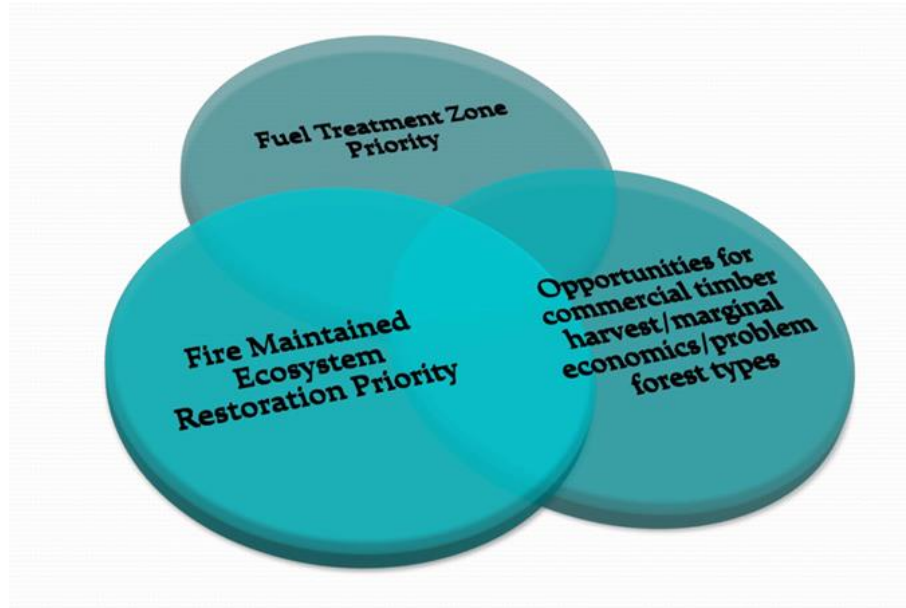 Fuel Treatment Zone
Priority
Opportunities for
commercial timber
harvest/marginal
economics/problem
forest types
Fire Maintained
Ecosystem
Restoration Priority